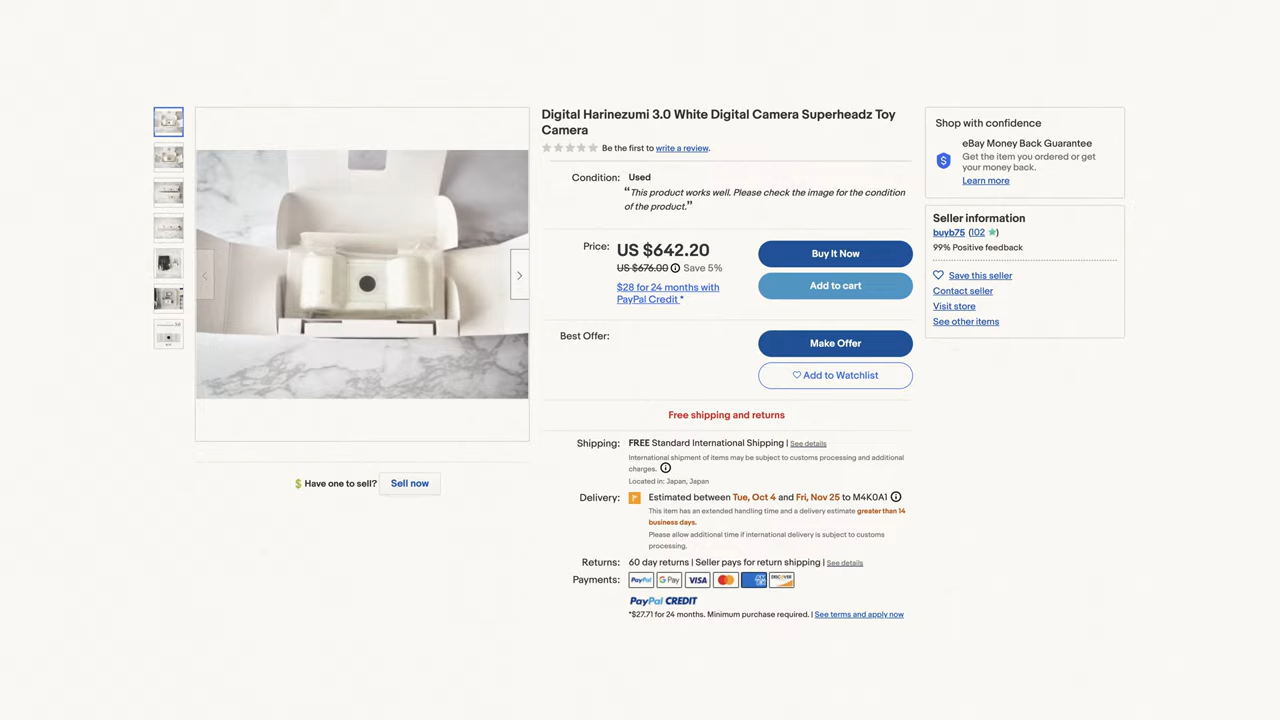 Digital Harinezumi 3.0 White Digital Camera Superheadz Toy
Camera
Be the first to write a review.
Condition: Used
“This product works well. Please check the image for the condition
of the product.”
Price: US $642.20
US $676.00 Save 5%
$28 for 24 months with
PayPal Credit *
Buy It Now
Add to cart
Best Offer:
Make Offer
Add to Watchlist
Free shipping and returns
Shipping: FREE Standard International Shipping | See details
International shipment of items may be subject to customs processing and additional
charges.
Located in: Japan, Japan
Delivery: Estimated between Tue, Oct 4 and Fri, Nov 25 to M4K0A1
This item has an extended handling time and a delivery estimate greater than 14
business days.
Please allow additional time if international delivery is subject to customs
processing.
Returns: 60 day returns | Seller pays for return shipping | See details
Payments: PayPal G Pay VISA DISCOVER
PayPal CREDIT
*$27.71 for 24 months. Minimum purchase required. | See terms and apply now
Have one to sell? Sell now
Shop with confidence
eBay Money Back Guarantee
Get the item you ordered or get
your money back.
Learn more
Seller information
buyb75 (102)
99% Positive feedback
Save this seller
Contact seller
Visit store
See other items